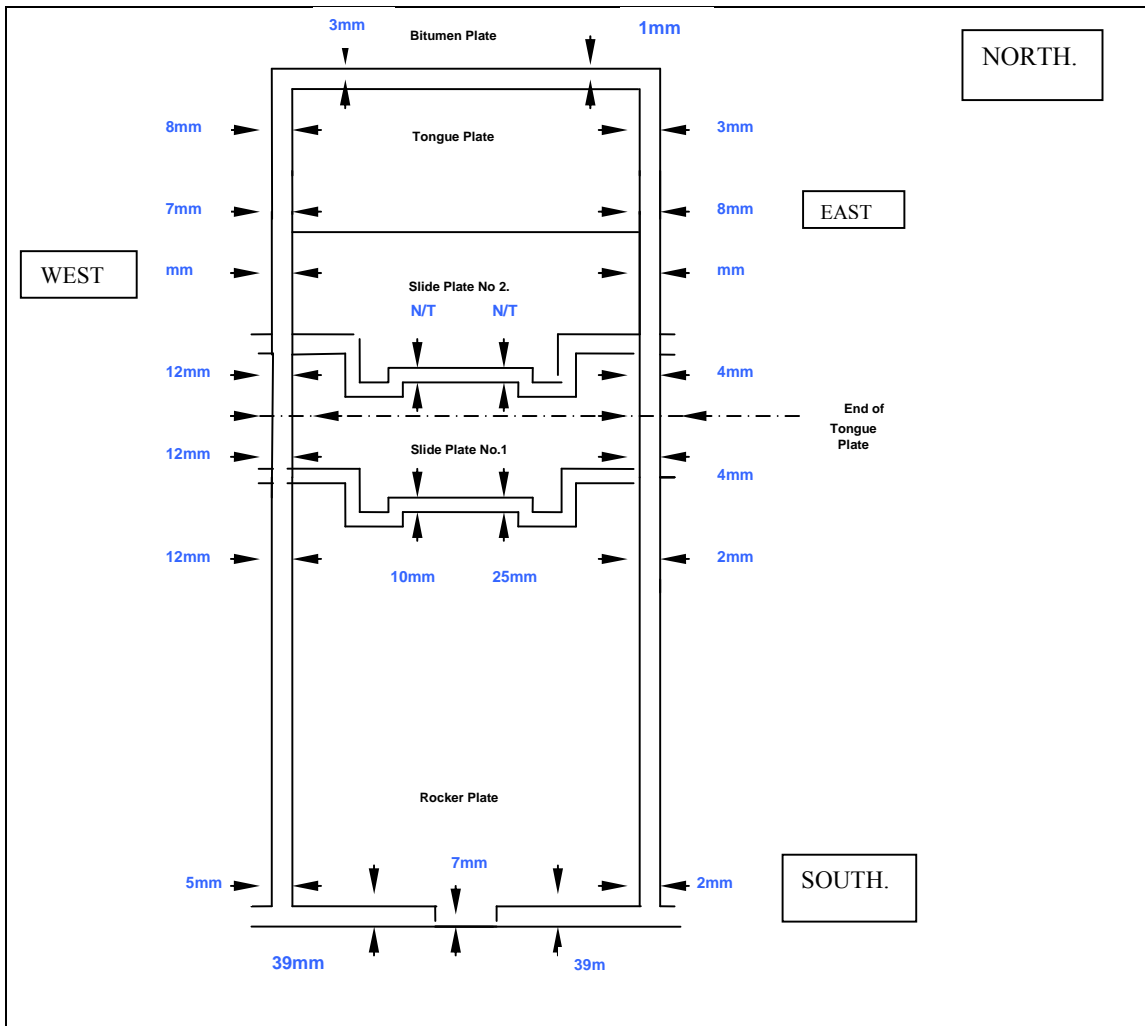 3mm
Bitumen Plate
1mm
NORTH.
8mm
Tongue Plate
3mm
7mm
8mm
EAST
WEST
mm
Slide Plate No 2.
mm
N/T
N/T
12mm
4mm
End of
Tongue
Plate
12mm
Slide Plate No.1
4mm
12mm
2mm
10mm
25mm
Rocker Plate
7mm
5mm
2mm
SOUTH.
39mm
39m